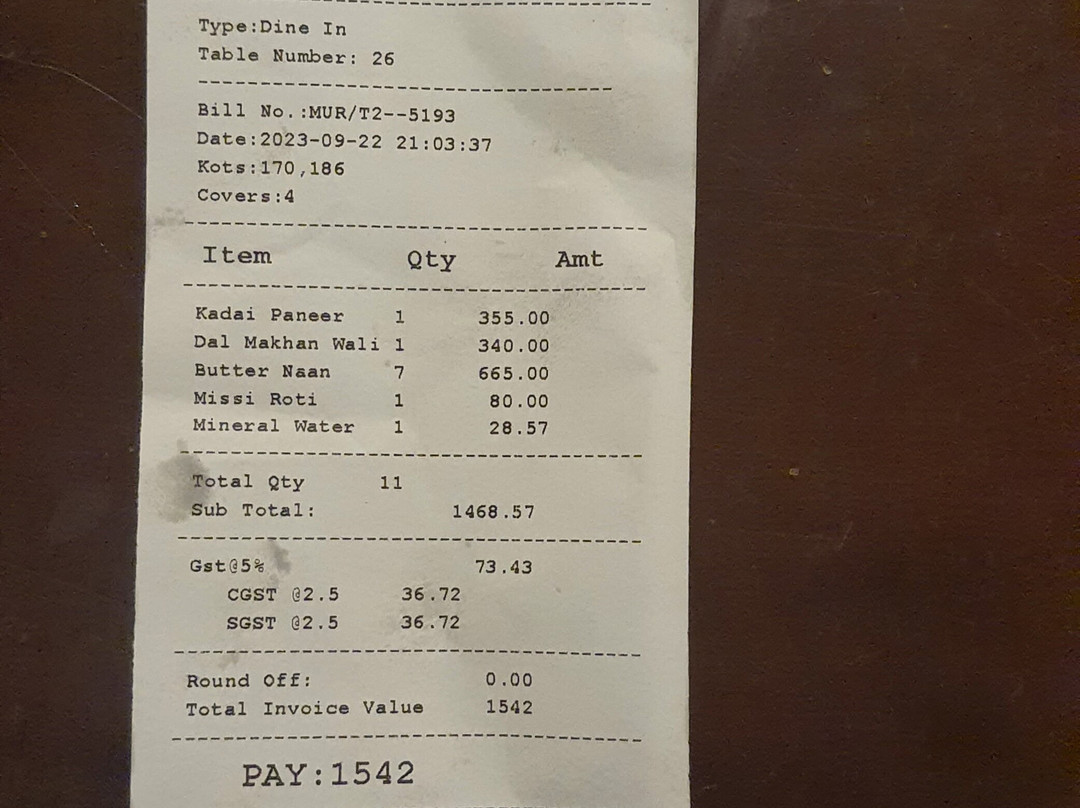 Type:Dine In
Table Number: 26
Bill No.:MUR/T2--5193
Date:2023-09-22 21:03:37
Kots:170,186
Covers:4
Item Qty Amt
Kadai Paneer 1 355.00
Dal Makhan Wali 1 340.00
Butter Naan 7 665.00
Missi Roti 1 80.00
Mineral Water 1 28.57
Total Qty 11
Sub Total: 1468.57
Gst@5% 73.43
CGST @2.5 36.72
SGST @2.5 36.72
Round Off: 0.00
Total Invoice Value 1542
PAY:1542